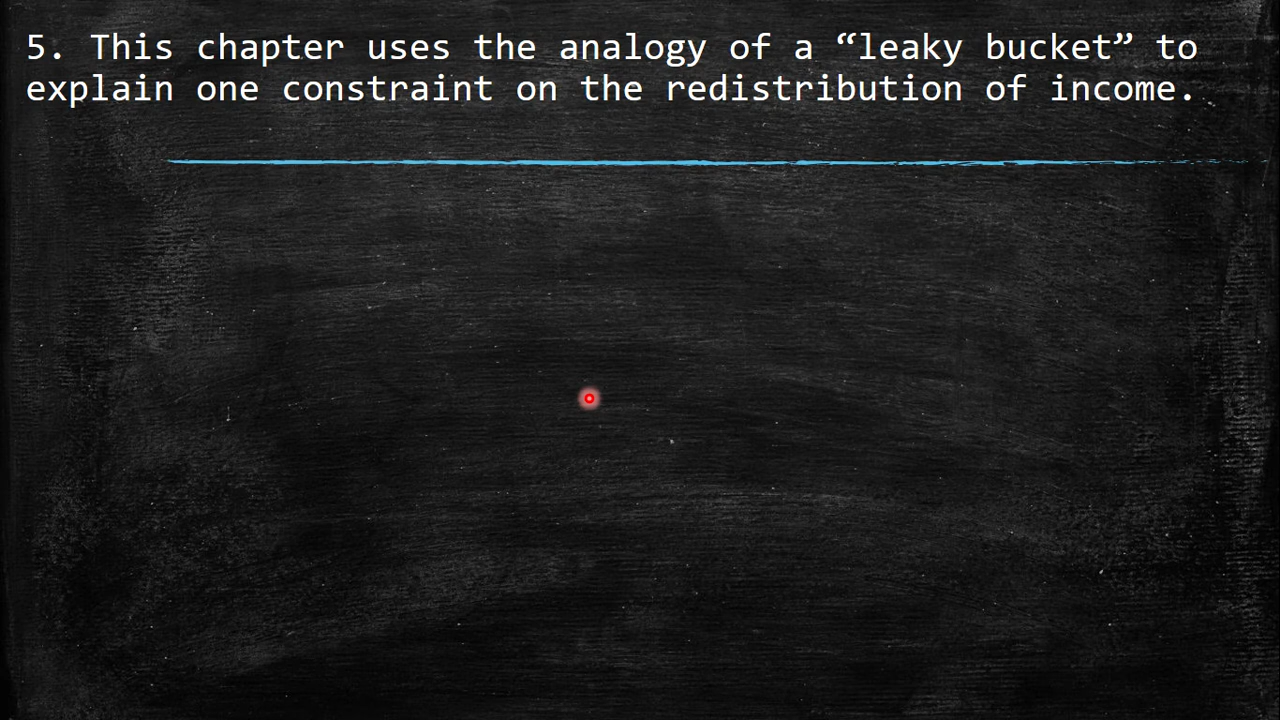 5. This chapter uses the analogy of a “leaky bucket” to
explain one constraint on the redistribution of income.